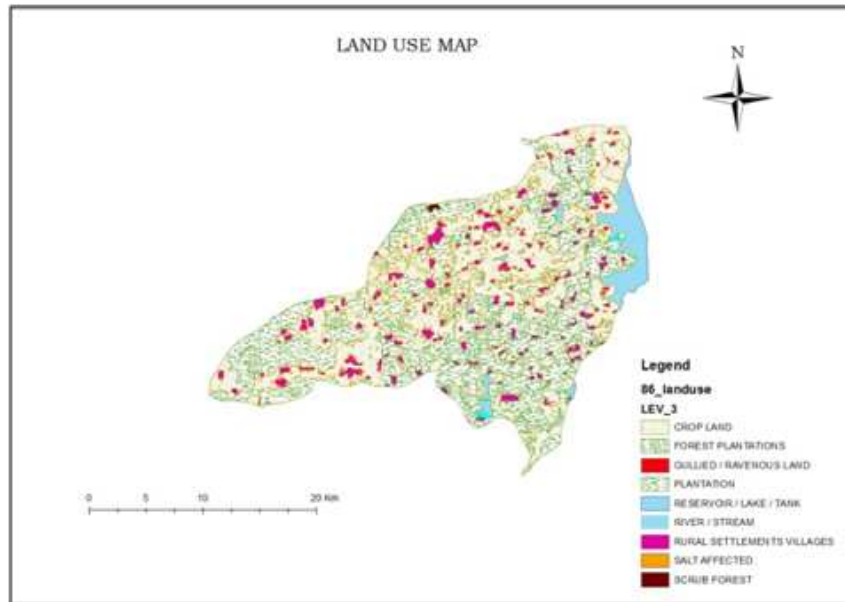 LAND USE MAP
N
Legend
86_landuse
LEV_3
CROP LAND
FOREST PLANTATIONS
GULLIED / RAVENOUS LAND
PLANTATION
RESERVOIR / LAKE / TANK
RIVER / STREAM
RURAL SETTLEMENTS VILLAGES
SALT AFFECTED
SCRUB FOREST
0 5 10 20 Km